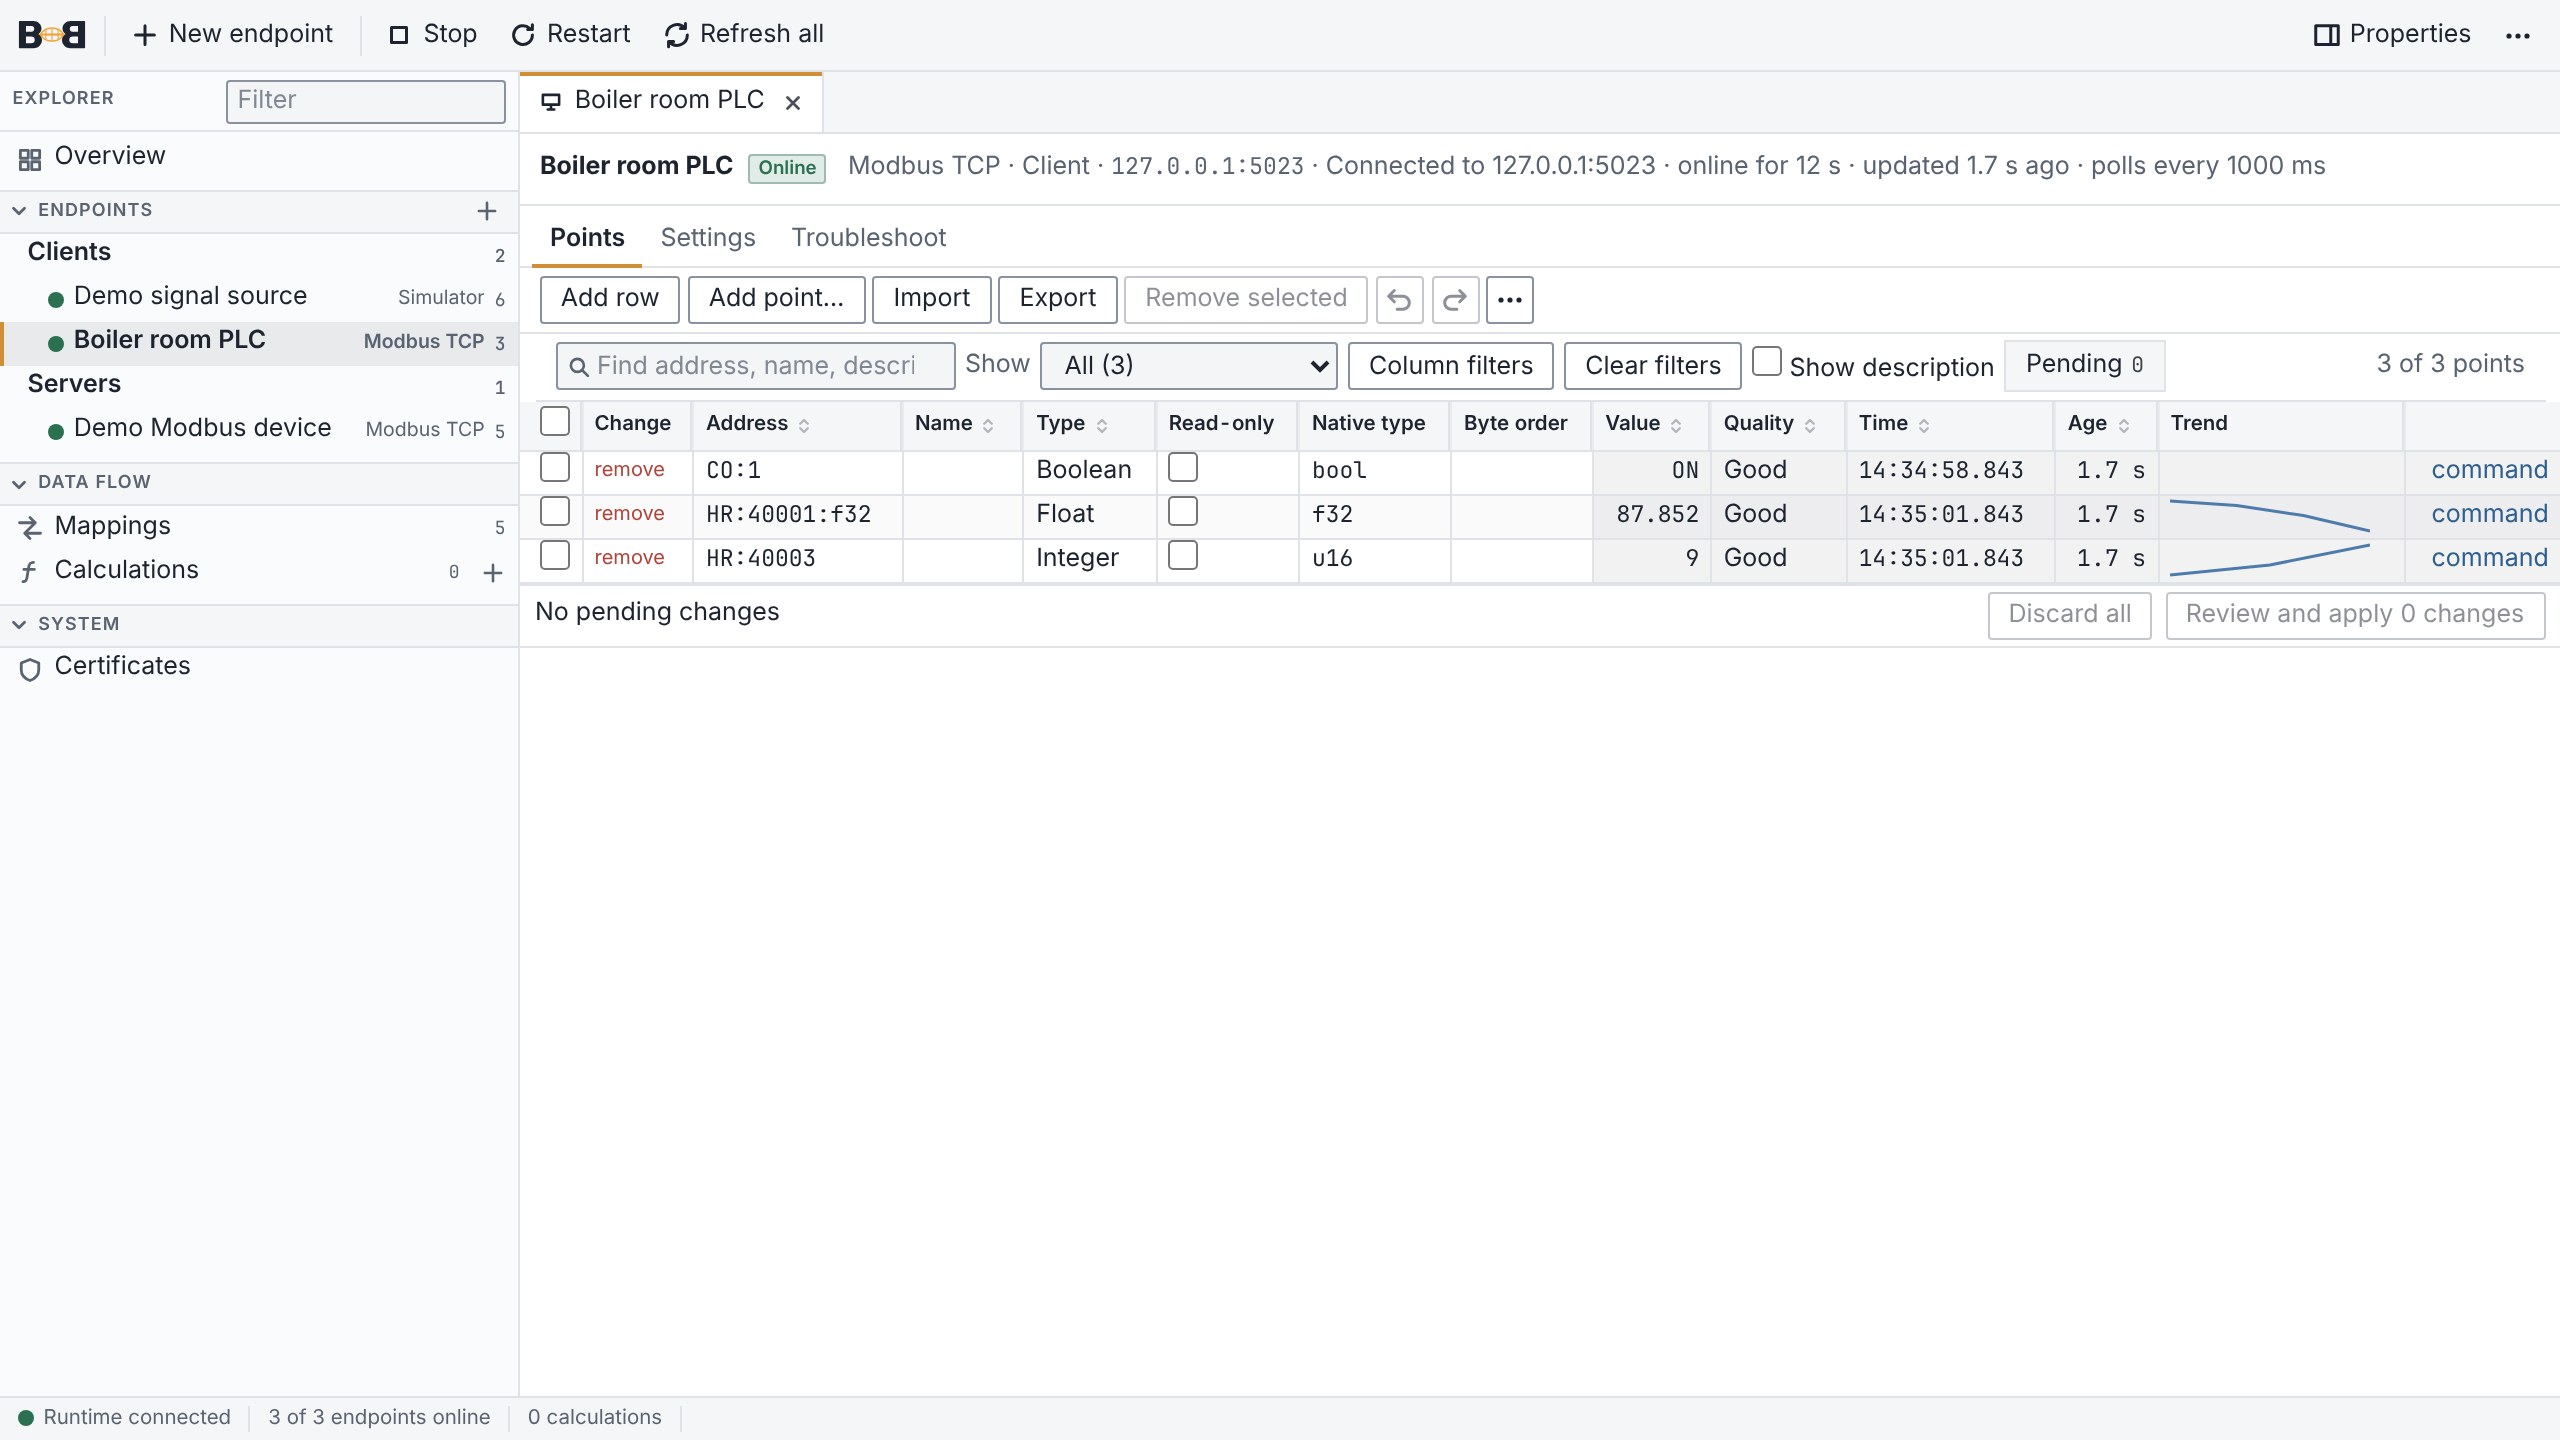 BOB
New endpoint
Stop
Restart
Refresh all
Properties
EXPLORER
Filter
Overview
ENDPOINTS
Clients 2
Demo signal source Simulator 6
Boiler room PLC Modbus TCP 3
Servers 1
Demo Modbus device Modbus TCP 5
DATA FLOW
Mappings 5
Calculations 0
SYSTEM
Certificates
Boiler room PLC
Boiler room PLC Online Modbus TCP · Client · 127.0.0.1:5023 · Connected to 127.0.0.1:5023 · online for 12 s · updated 1.7 s ago · polls every 1000 ms
Points Settings Troubleshoot
Add row Add point... Import Export Remove selected
Find address, name, descri Show All (3) Column filters Clear filters Show description Pending 0 3 of 3 points
Change Address Name Type Read-only Native type Byte order Value Quality Time Age Trend
remove CO:1 Boolean bool ON Good 14:34:58.843 1.7 s command
remove HR:40001:f32 Float f32 87.852 Good 14:35:01.843 1.7 s command
remove HR:40003 Integer u16 9 Good 14:35:01.843 1.7 s command
No pending changes Discard all Review and apply 0 changes
Runtime connected 3 of 3 endpoints online 0 calculations